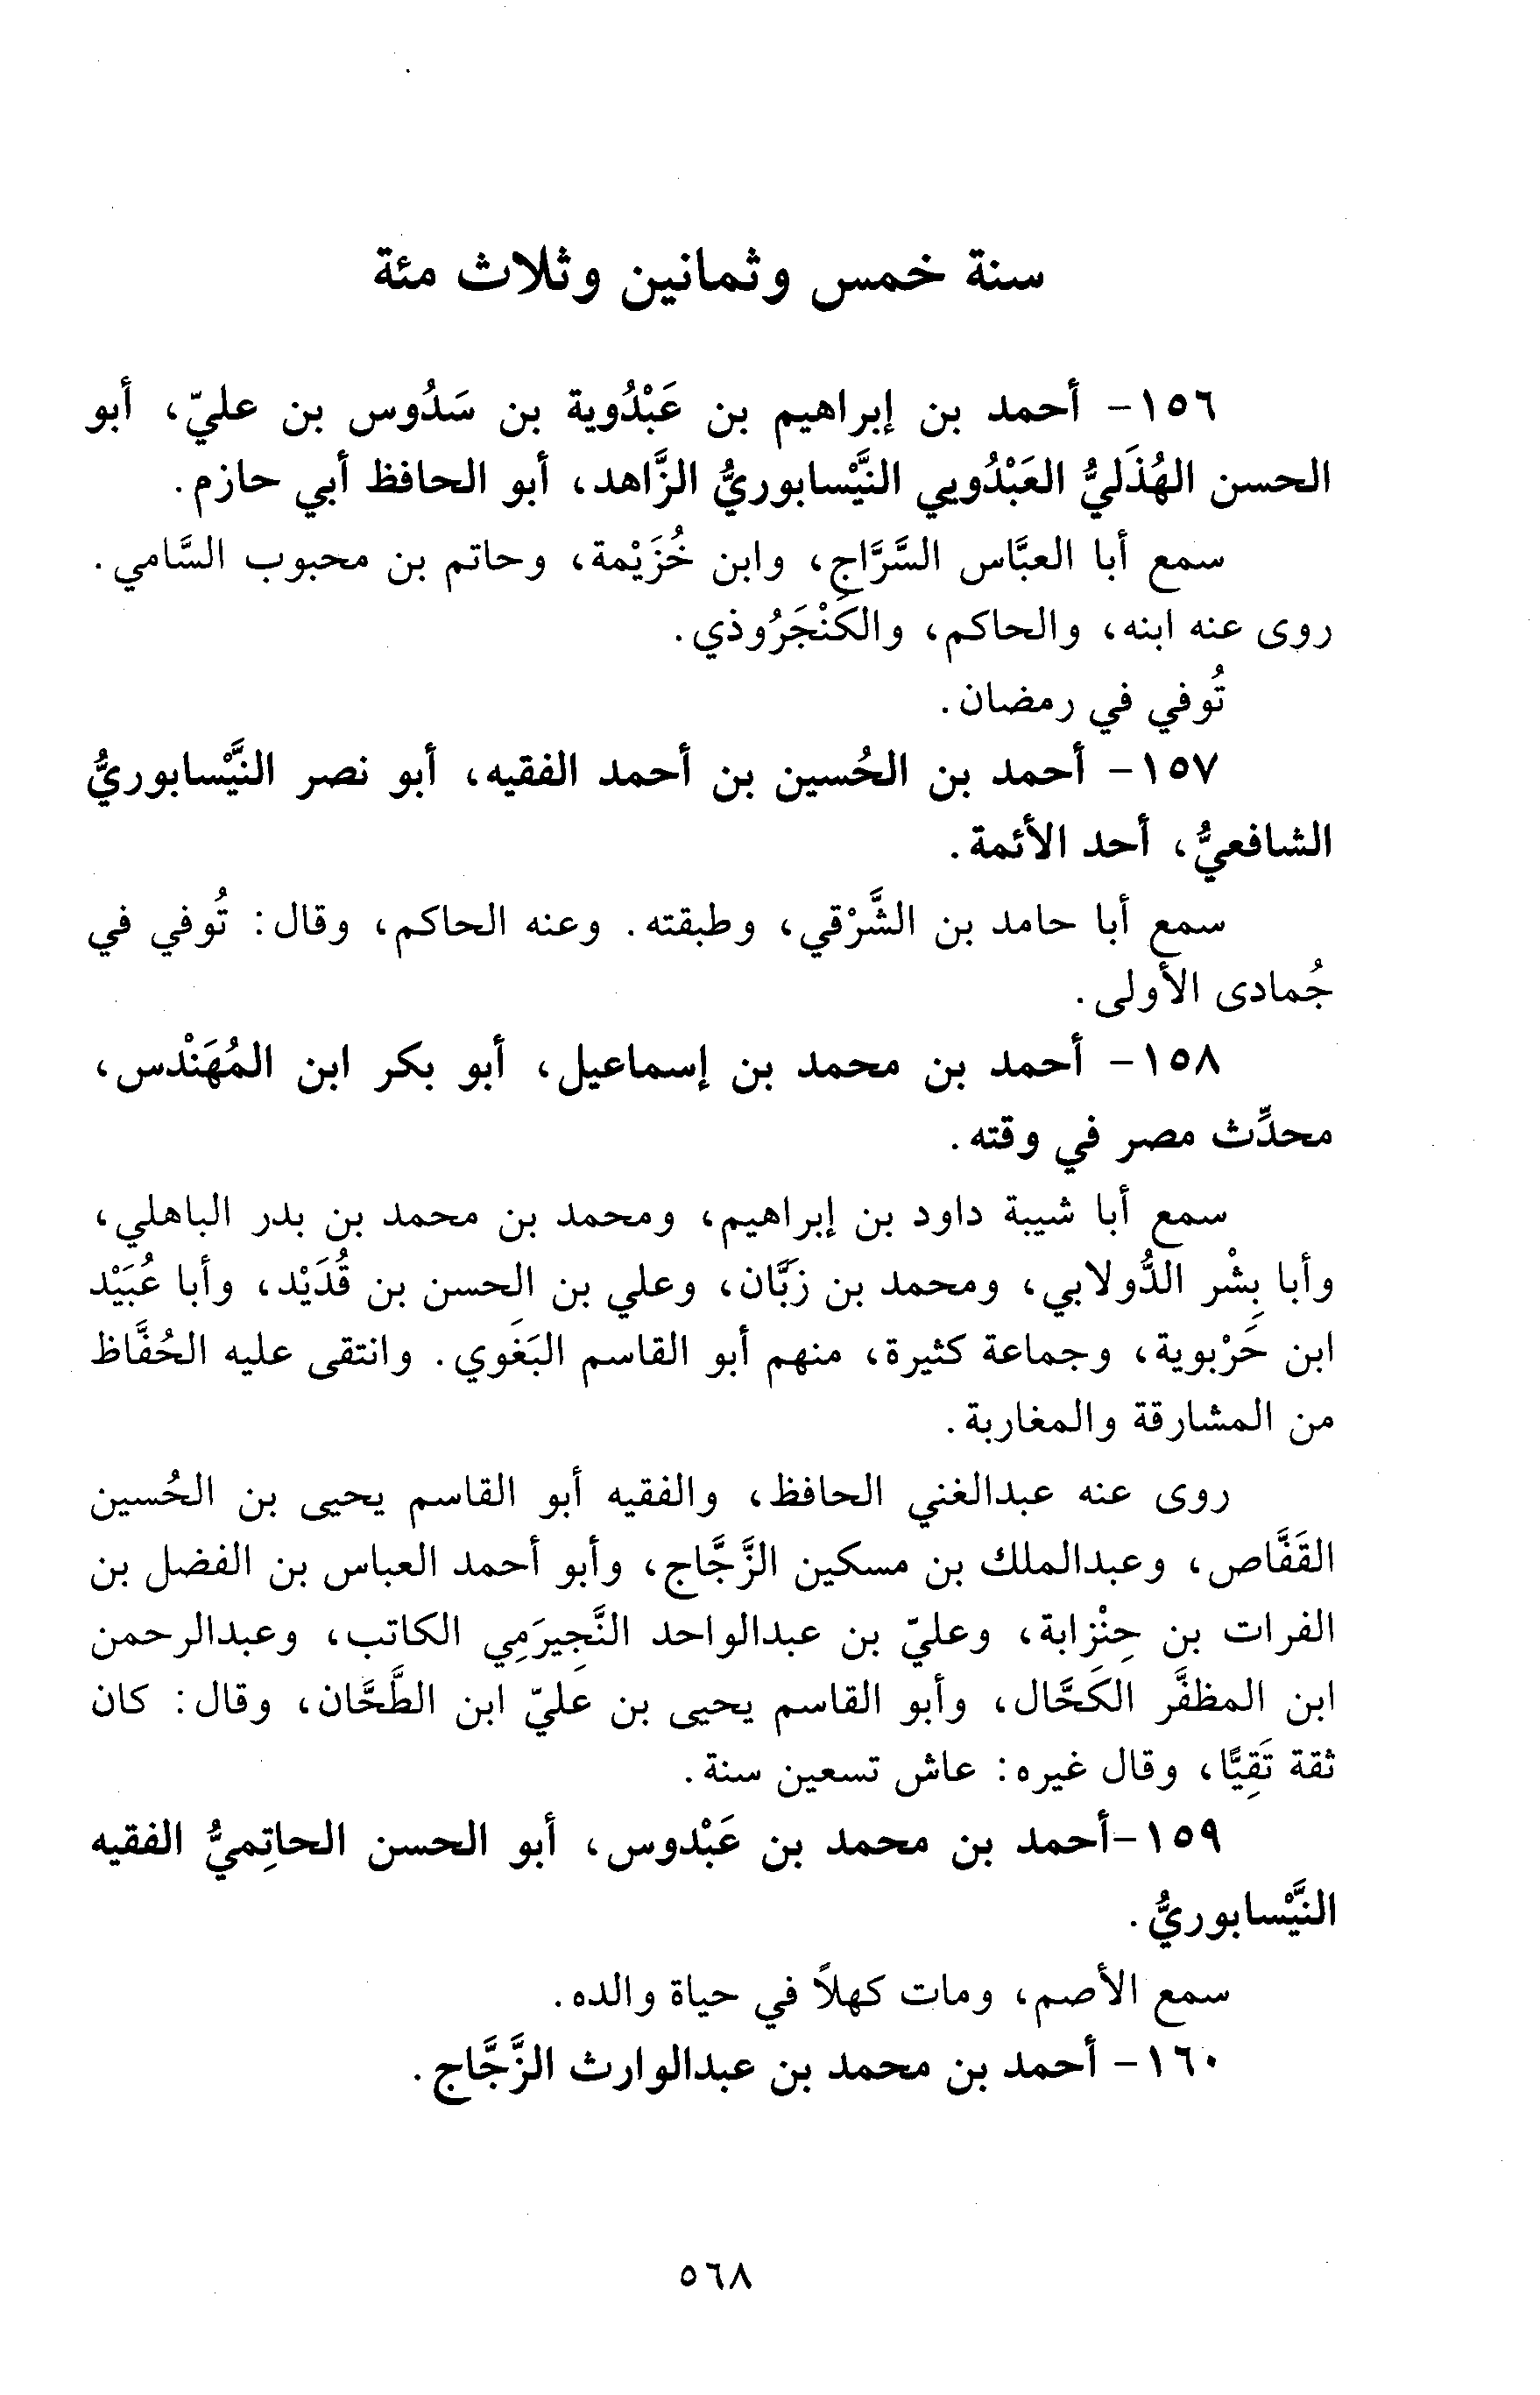 سنة خمس وثمانين وثلاث مئة
١٥٦- أحمد بن إبراهيم بن عَبْدُوية بن سَدُوس بن عليّ، أبو
الحسن الهُذَليُّ العَبْدُويي النَّيْسابوريُّ الزَّاهد، أبو الحافظ أبي حازم.
سمع أبا العبَّاس السَّرَّاج، وابن خُزَيْمة، وحاتم بن محبوب السَّامي.
روى عنه ابنه، والحاكم، والكَنْجَرُوذي.
تُوفي في رمضان.
١٥٧- أحمد بن الحُسين بن أحمد الفقيه، أبو نصر النَّيْسابوريُّ
الشافعيُّ، أحد الأئمة.
سمع أبا حامد بن الشَّرْقي، وطبقته. وعنه الحاكم، وقال: تُوفي في
جُمادى الأولى.
١٥٨- أحمد بن محمد بن إسماعيل، أبو بكر ابن المُهَنْدس،
محدِّث مصر في وقته.
سمع أبا شيبة داود بن إبراهيم، ومحمد بن محمد بن بدر الباهلي،
وأبا بِشْر الدُّولابي، ومحمد بن زبَّان، وعلي بن الحسن بن قُدَيْد، وأبا عُبَيْد
ابن حَرْبوية، وجماعة كثيرة، منهم أبو القاسم البَغَوي. وانتقى عليه الحُفَّاظ
من المشارقة والمغاربة.
روى عنه عبدالغني الحافظ، والفقيه أبو القاسم يحيى بن الحُسين
القَفَّاص، وعبدالملك بن مسكين الزَّجَّاج، وأبو أحمد العباس بن الفضل بن
الفرات بن حِنْزابة، وعليّ بن عبدالواحد النَّجِيرَمِي الكاتب، وعبدالرحمن
ابن المظفَّر الكَحَّال، وأبو القاسم يحيى بن عليّ ابن الطَّحَّان، وقال: كان
ثقة تَقِيًّا، وقال غيره: عاش تسعين سنة.
١٥٩-أحمد بن محمد بن عَبْدوس، أبو الحسن الحاتِميُّ الفقيه
النَّيْسابوريُّ.
سمع الأصم، ومات كهلاً في حياة والده.
١٦٠- أحمد بن محمد بن عبدالوارث الزَّجَّاج.
٥٦٨